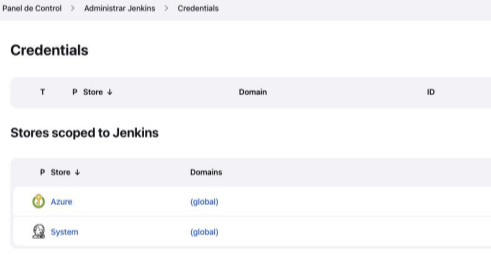 Panel de Control > Administrar Jenkins > Credentials
Credentials
T P Store ↓ Domain ID
Stores scoped to Jenkins
P Store ↓ Domains
Azure (global)
System (global)